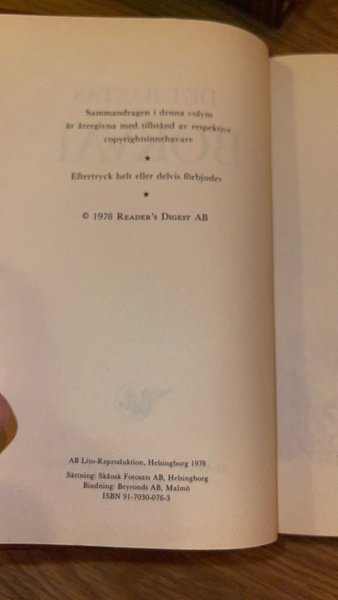 Sammandragen i denna volym
är återgivna med tillstånd av respektive
copyrightsinnehavare
★
Eftertryck helt eller delvis förbjudes
★
© 1978 READER'S DIGEST AB
AB Lito-Reproduktion, Helsingborg 1978
Sättning: Skånsk Fotosats AB, Helsingborg
Bindning: Beyronds AB, Malmö
ISBN 91-7030-076-3